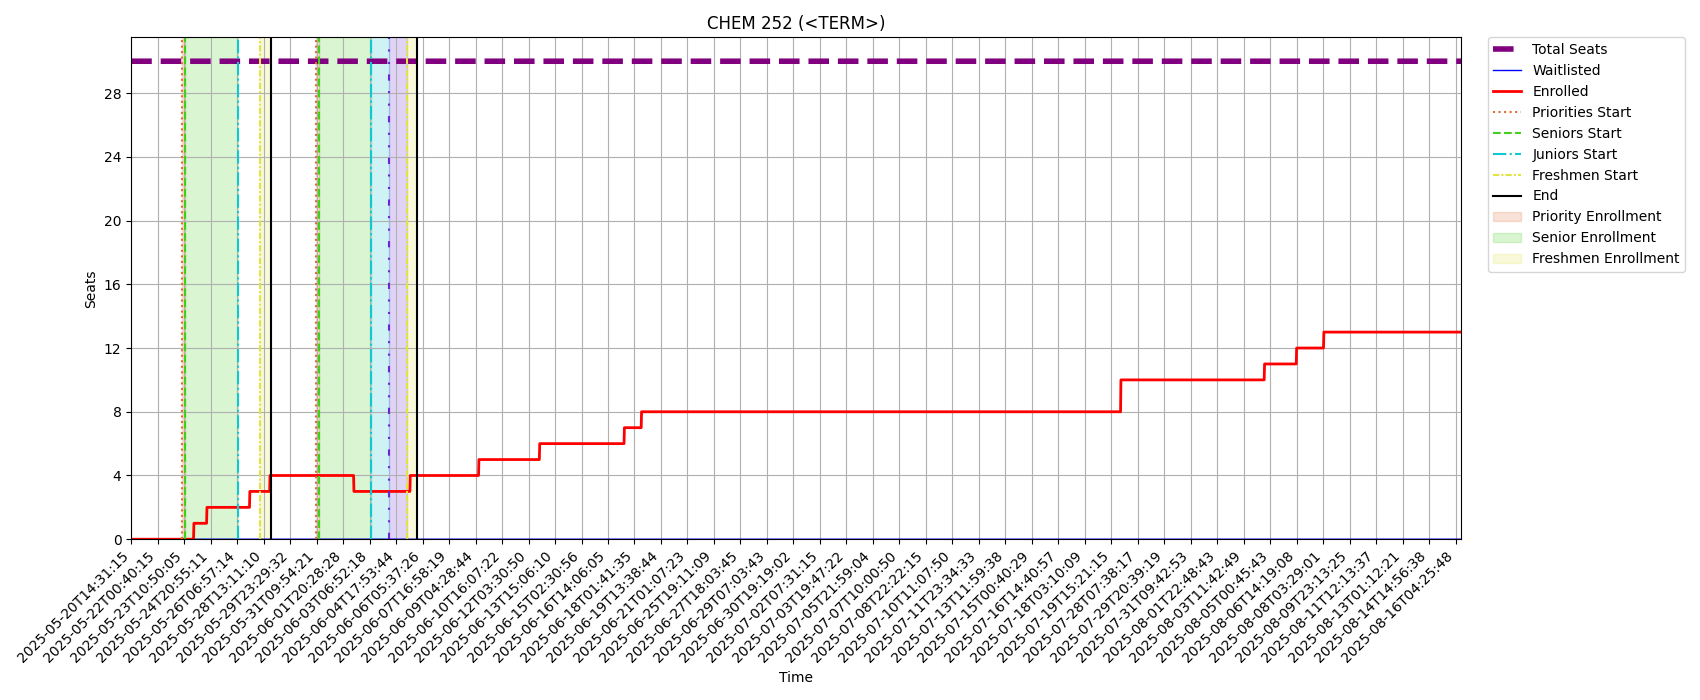 CHEM 252 (<TERM>)
Total Seats
Waitlisted
Enrolled
Priorities Start
Seniors Start
Juniors Start
Freshmen Start
End
Priority Enrollment
Senior Enrollment
Freshmen Enrollment
Seats
28
24
20
16
12
8
4
0
2025-05-20T14:31:15
2025-05-22T00:40:15
2025-05-23T10:50:05
2025-05-24T20:55:11
2025-05-26T06:57:14
2025-05-28T13:11:10
2025-05-29T23:29:32
2025-05-31T09:54:21
2025-06-01T20:28:28
2025-06-03T06:52:18
2025-06-04T17:53:44
2025-06-06T05:37:26
2025-06-07T16:58:19
2025-06-09T04:28:44
2025-06-10T16:07:22
2025-06-12T03:30:50
2025-06-13T15:06:10
2025-06-15T02:30:56
2025-06-16T14:06:05
2025-06-18T01:41:35
2025-06-19T13:38:44
2025-06-21T01:07:23
2025-06-25T19:11:09
2025-06-27T18:03:45
2025-06-29T07:03:43
2025-06-30T19:19:02
2025-07-02T07:31:15
2025-07-03T19:47:22
2025-07-05T21:59:04
2025-07-07T10:00:50
2025-07-08T22:22:15
2025-07-10T11:07:50
2025-07-11T23:34:33
2025-07-13T11:59:38
2025-07-15T00:40:29
2025-07-16T14:40:57
2025-07-18T03:10:09
2025-07-19T15:21:15
2025-07-28T07:38:17
2025-07-29T20:39:19
2025-07-31T09:42:53
2025-08-01T22:48:43
2025-08-03T11:42:49
2025-08-05T00:45:43
2025-08-06T14:19:08
2025-08-08T03:29:01
2025-08-09T23:13:25
2025-08-11T12:13:37
2025-08-13T01:12:21
2025-08-14T14:56:38
2025-08-16T04:25:48
Time